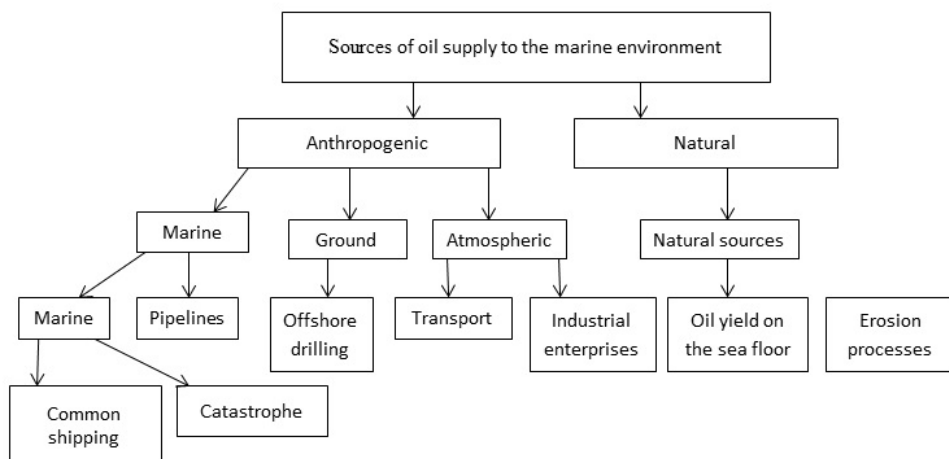 Sources of oil supply to the marine environment
Anthropogenic
Natural
Marine
Ground
Atmospheric
Natural sources
Marine
Pipelines
Offshore
drilling
Transport
Industrial
enterprises
Oil yield on
the sea floor
Erosion
processes
Common
shipping
Catastrophe